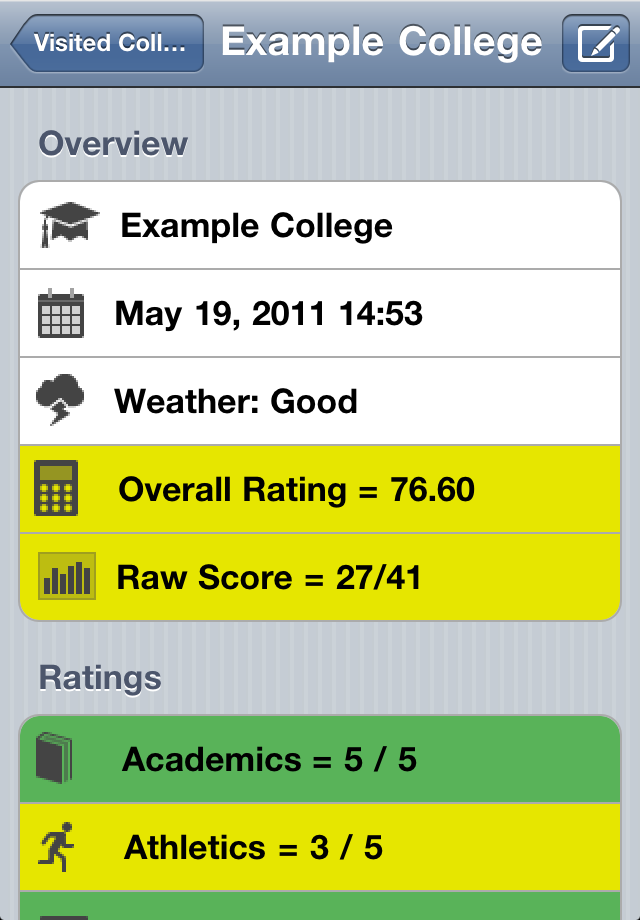 Visited Coll...
Example College
Overview
Example College
May 19, 2011 14:53
Weather: Good
Overall Rating = 76.60
Raw Score = 27/41
Ratings
Academics = 5 / 5
Athletics = 3 / 5